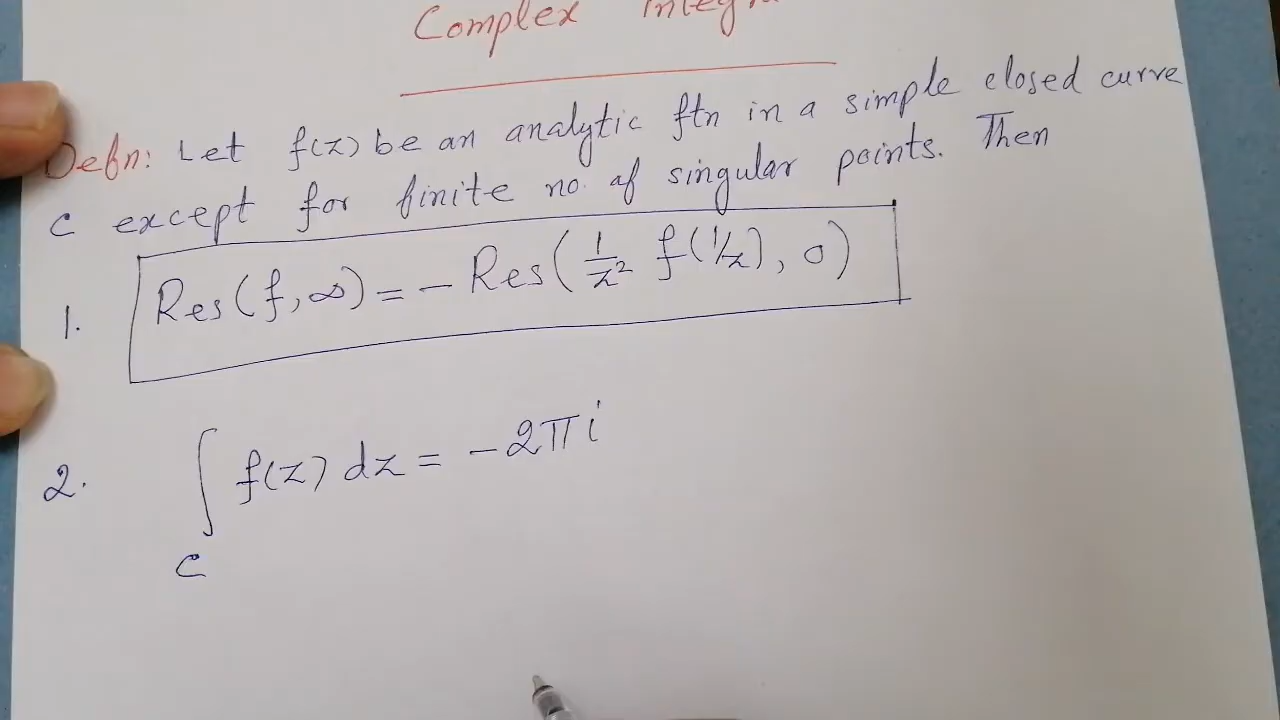 Complex
Defn: Let f(z) be an analytic ftn in a simple closed curve
C except for finite no. of singular points. Then
1. Res(f,∞) = - Res(1/z² f(1/z), 0)
2. ∫_C f(z) dz = -2πi